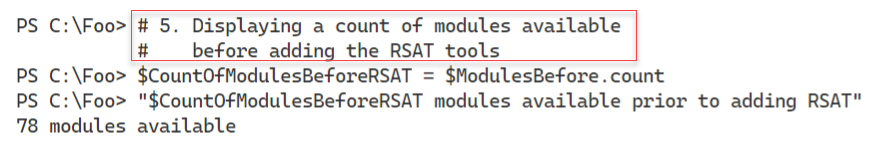 PS C:\Foo> # 5. Displaying a count of modules available
           #    before adding the RSAT tools
PS C:\Foo> $CountOfModulesBeforeRSAT = $ModulesBefore.count
PS C:\Foo> "$CountOfModulesBeforeRSAT modules available prior to adding RSAT"
78 modules available